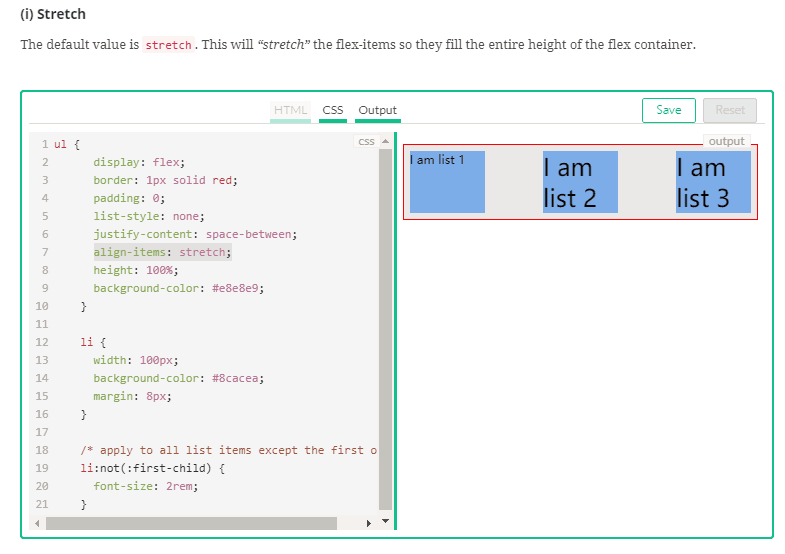 (i) Stretch
The default value is stretch. This will “stretch” the flex-items so they fill the entire height of the flex container.
HTML CSS Output Save Reset
css
output
1 ul {
2 display: flex;
3 border: 1px solid red;
4 padding: 0;
5 list-style: none;
6 justify-content: space-between;
7 align-items: stretch;
8 height: 100%;
9 background-color: #e8e8e9;
10 }
11
12 li {
13 width: 100px;
14 background-color: #8cacea;
15 margin: 8px;
16 }
17
18 /* apply to all list items except the first o
19 li:not(:first-child) {
20 font-size: 2rem;
21 }
I am list 1
I am
list 2
I am
list 3